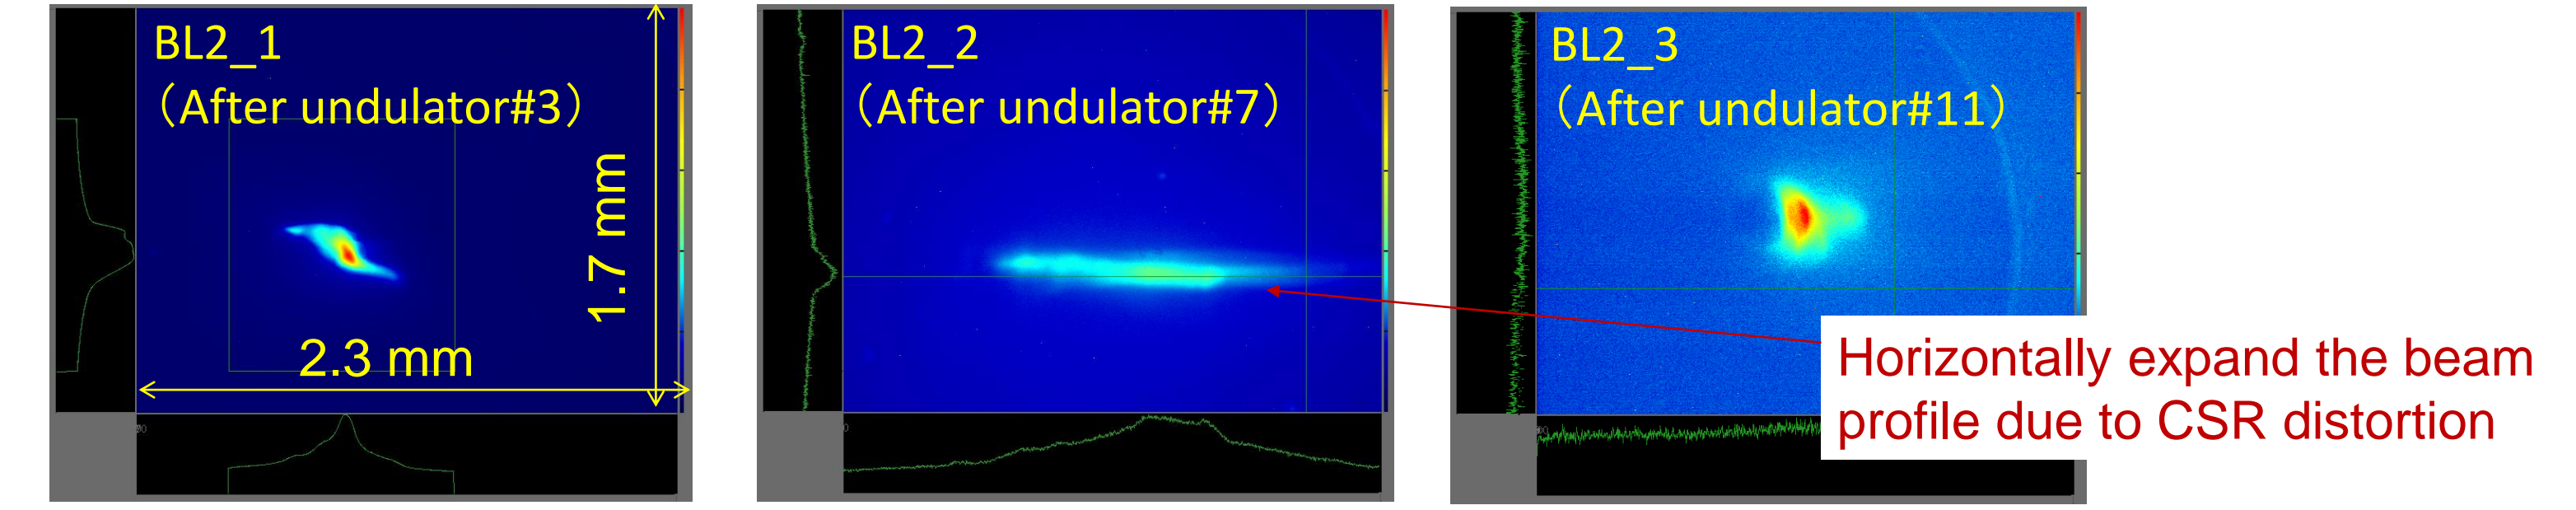 BL2_1
（After undulator#3）
1.7 mm
2.3 mm
BL2_2
（After undulator#7）
BL2_3
（After undulator#11）
Horizontally expand the beam
profile due to CSR distortion